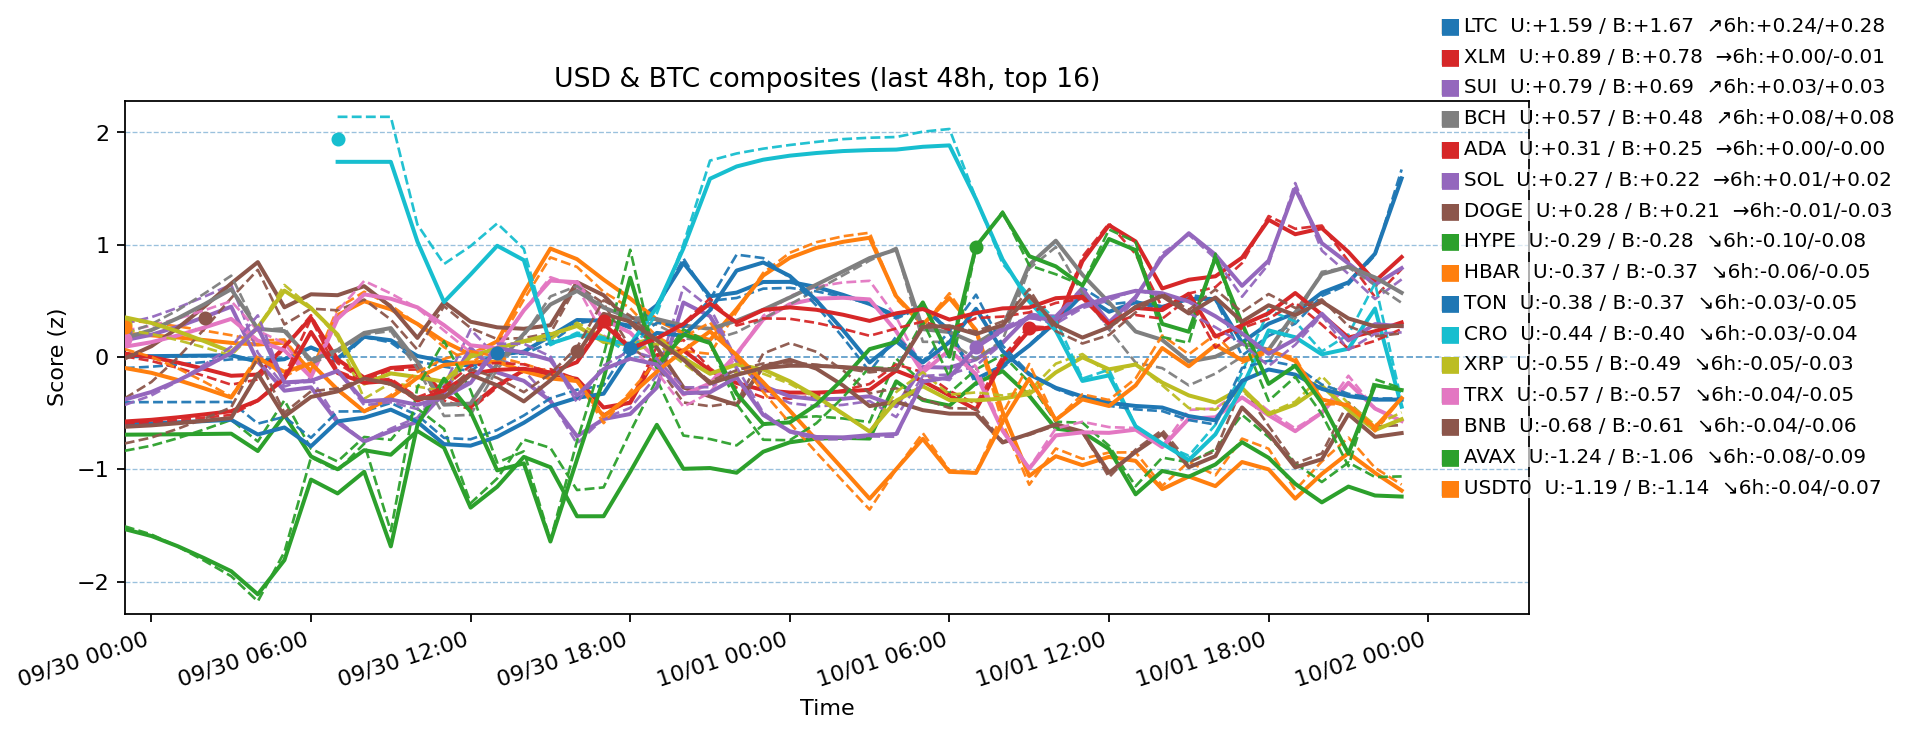 USD & BTC composites (last 48h, top 16)
LTC U:+1.59 / B:+1.67 ↗6h:+0.24/+0.28
XLM U:+0.89 / B:+0.78 →6h:+0.00/-0.01
SUI U:+0.79 / B:+0.69 ↗6h:+0.03/+0.03
BCH U:+0.57 / B:+0.48 ↗6h:+0.08/+0.08
ADA U:+0.31 / B:+0.25 →6h:+0.00/-0.00
SOL U:+0.27 / B:+0.22 →6h:+0.01/+0.02
DOGE U:+0.28 / B:+0.21 →6h:-0.01/-0.03
HYPE U:-0.29 / B:-0.28 ↘6h:-0.10/-0.08
HBAR U:-0.37 / B:-0.37 ↘6h:-0.06/-0.05
TON U:-0.38 / B:-0.37 ↘6h:-0.03/-0.05
CRO U:-0.44 / B:-0.40 ↘6h:-0.03/-0.04
XRP U:-0.55 / B:-0.49 ↘6h:-0.05/-0.03
TRX U:-0.57 / B:-0.57 ↘6h:-0.04/-0.05
BNB U:-0.68 / B:-0.61 ↘6h:-0.04/-0.06
AVAX U:-1.24 / B:-1.06 ↘6h:-0.08/-0.09
USDT0 U:-1.19 / B:-1.14 ↘6h:-0.04/-0.07
Score (z)
2
1
0
−1
−2
09/30 00:00
09/30 06:00
09/30 12:00
09/30 18:00
10/01 00:00
10/01 06:00
10/01 12:00
10/01 18:00
10/02 00:00
Time